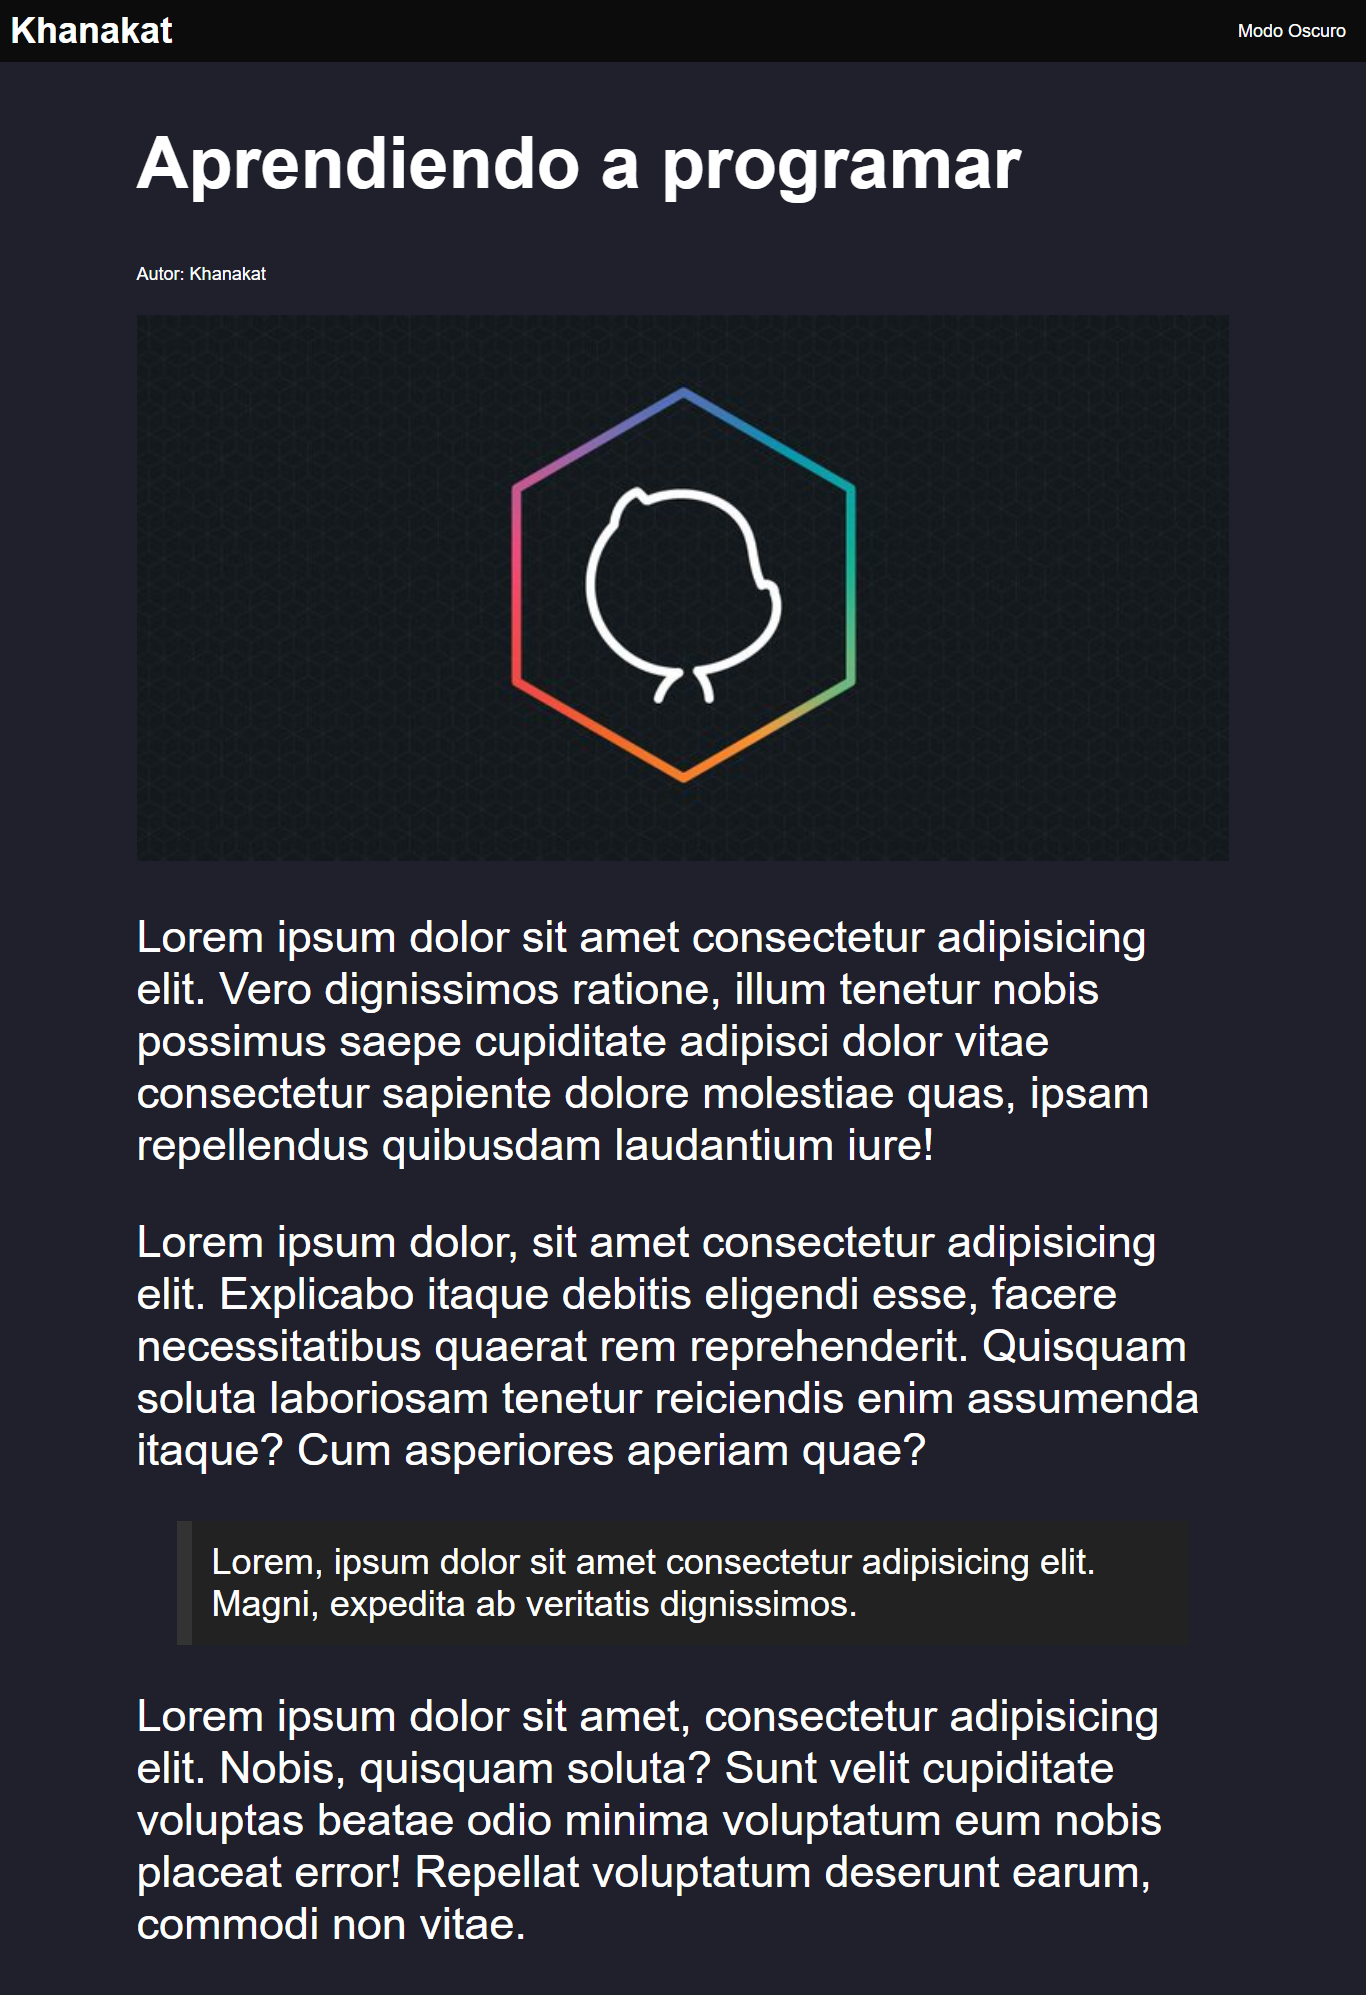 Khanakat
Modo Oscuro
Aprendiendo a programar
Autor: Khanakat
Lorem ipsum dolor sit amet consectetur adipisicing
elit. Vero dignissimos ratione, illum tenetur nobis
possimus saepe cupiditate adipisci dolor vitae
consectetur sapiente dolore molestiae quas, ipsam
repellendus quibusdam laudantium iure!
Lorem ipsum dolor, sit amet consectetur adipisicing
elit. Explicabo itaque debitis eligendi esse, facere
necessitatibus quaerat rem reprehenderit. Quisquam
soluta laboriosam tenetur reiciendis enim assumenda
itaque? Cum asperiores aperiam quae?
Lorem, ipsum dolor sit amet consectetur adipisicing elit.
Magni, expedita ab veritatis dignissimos.
Lorem ipsum dolor sit amet, consectetur adipisicing
elit. Nobis, quisquam soluta? Sunt velit cupiditate
voluptas beatae odio minima voluptatum eum nobis
placeat error! Repellat voluptatum deserunt earum,
commodi non vitae.